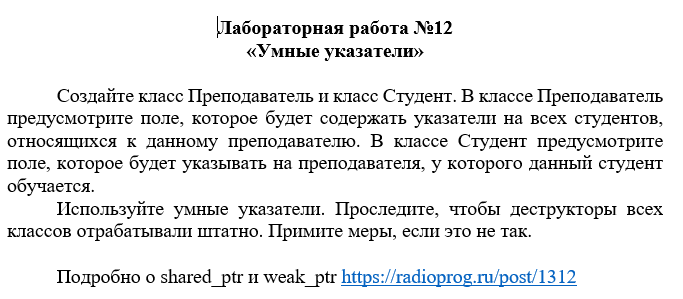 Лабораторная работа №12
«Умные указатели»
Создайте класс Преподаватель и класс Студент. В классе Преподаватель
предусмотрите поле, которое будет содержать указатели на всех студентов,
относящихся к данному преподавателю. В классе Студент предусмотрите
поле, которое будет указывать на преподавателя, у которого данный студент
обучается.
Используйте умные указатели. Проследите, чтобы деструкторы всех
классов отрабатывали штатно. Примите меры, если это не так.
Подробно о shared_ptr и weak_ptr https://radioprog.ru/post/1312